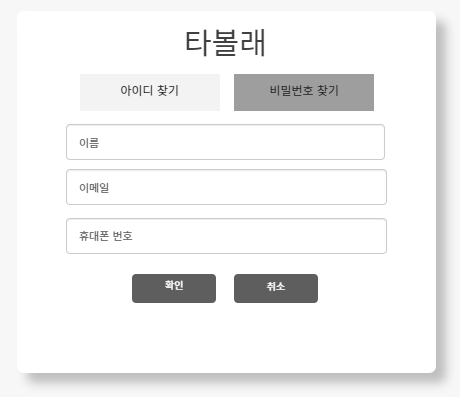 타볼래
아이디 찾기 비밀번호 찾기
이름
이메일
휴대폰 번호
확인 취소